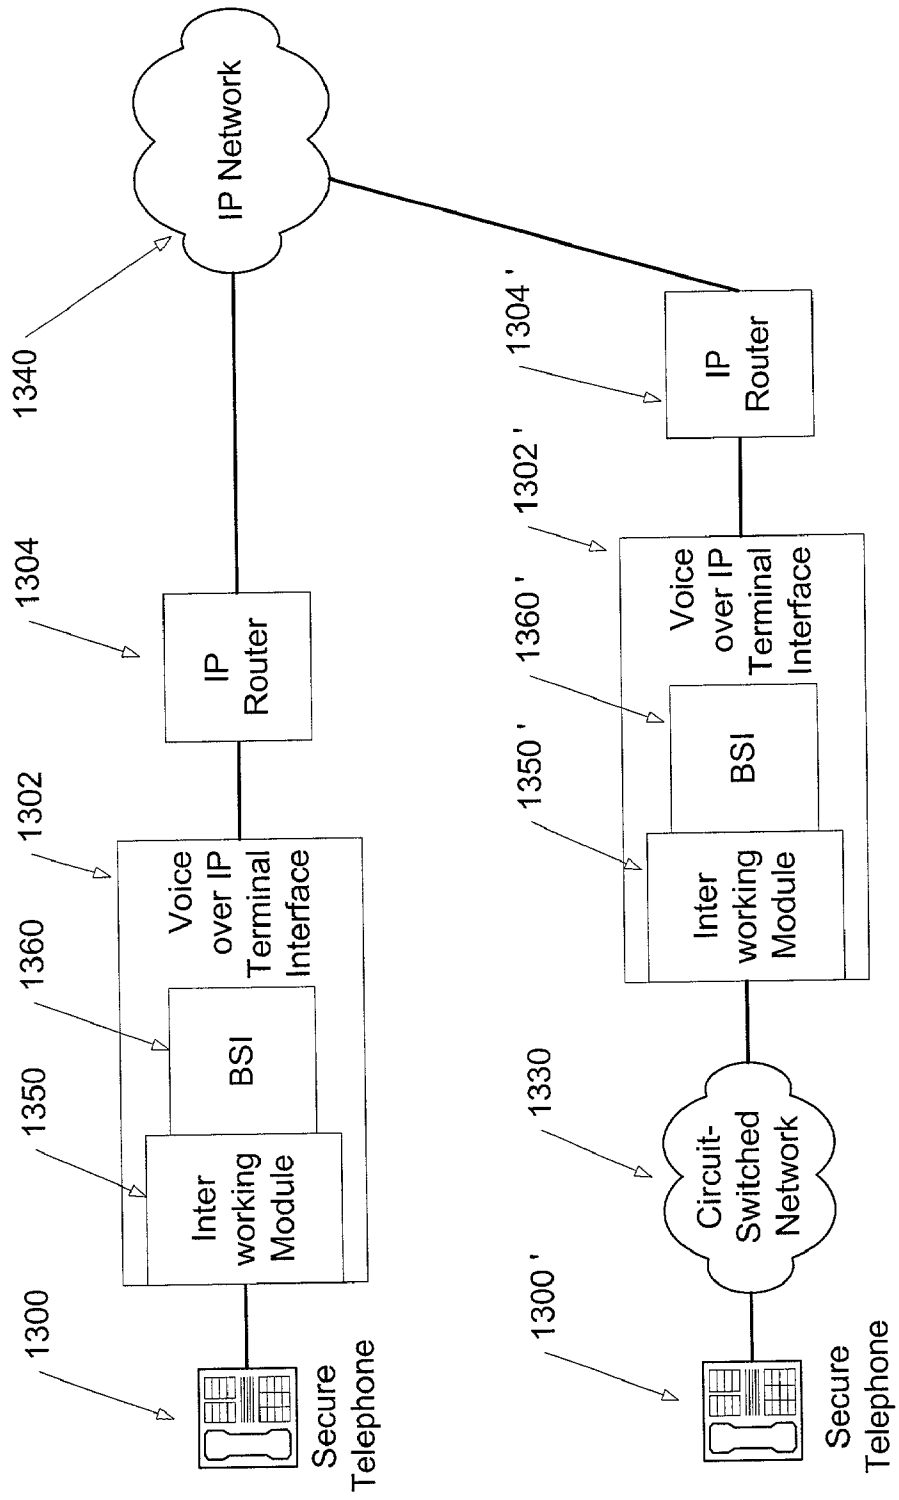 1300
Secure
Telephone
1350
Inter
working
Module
1360
BSI
1302
Voice
over IP
Terminal
Interface
1304
IP
Router
1340
IP Network
1300'
Secure
Telephone
1330
Circuit-
Switched
Network
1350'
Inter
working
Module
1360'
BSI
1302'
Voice
over IP
Terminal
Interface
1304'
IP
Router